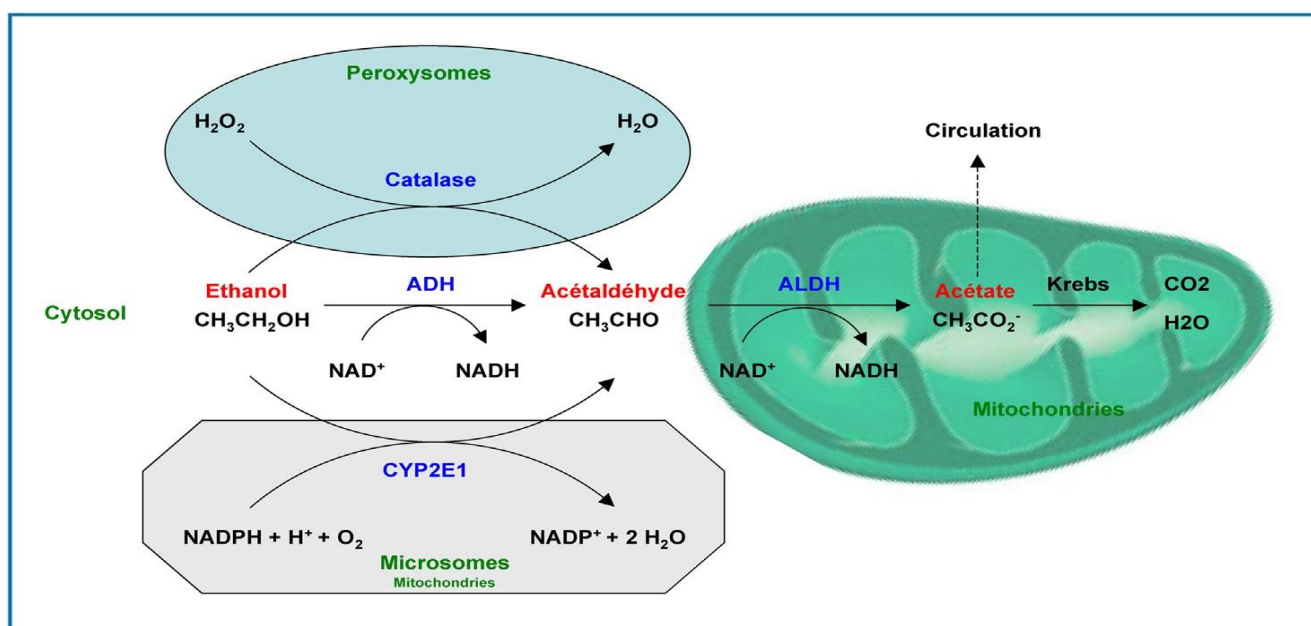 Peroxysomes
H₂O₂
H₂O
Catalase
Circulation
Cytosol
Ethanol
CH₃CH₂OH
ADH
NAD⁺
NADH
Acétaldéhyde
CH₃CHO
ALDH
NAD⁺
NADH
Acétate
CH₃CO₂⁻
Krebs
CO2
H2O
Mitochondries
CYP2E1
NADPH + H⁺ + O₂
NADP⁺ + 2 H₂O
Microsomes
Mitochondries